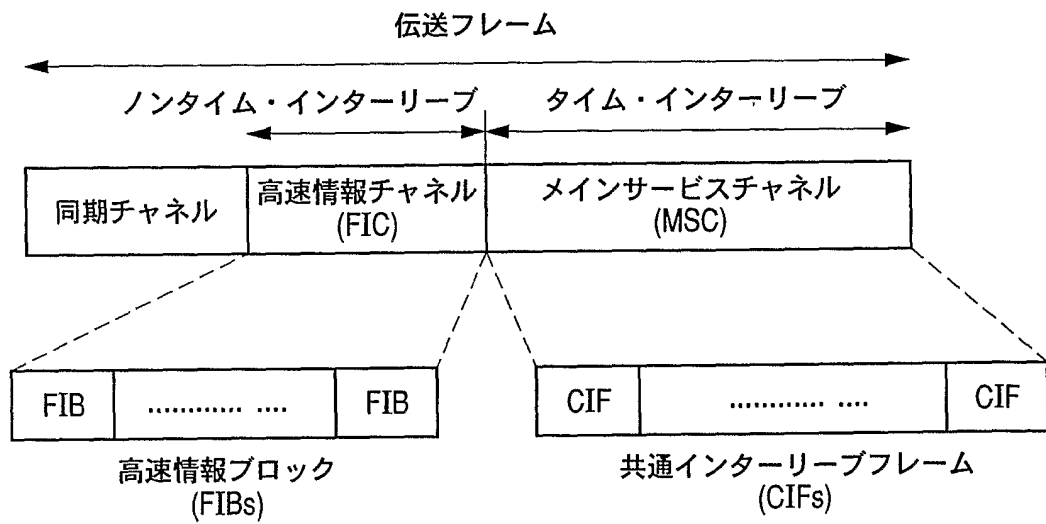 伝送フレーム
ノンタイム・インターリーブ
タイム・インターリーブ
同期チャネル
高速情報チャネル
(FIC)
メインサービスチャネル
(MSC)
FIB
............ ....
FIB
CIF
............ ....
CIF
高速情報ブロック
(FIBs)
共通インターリーブフレーム
(CIFs)